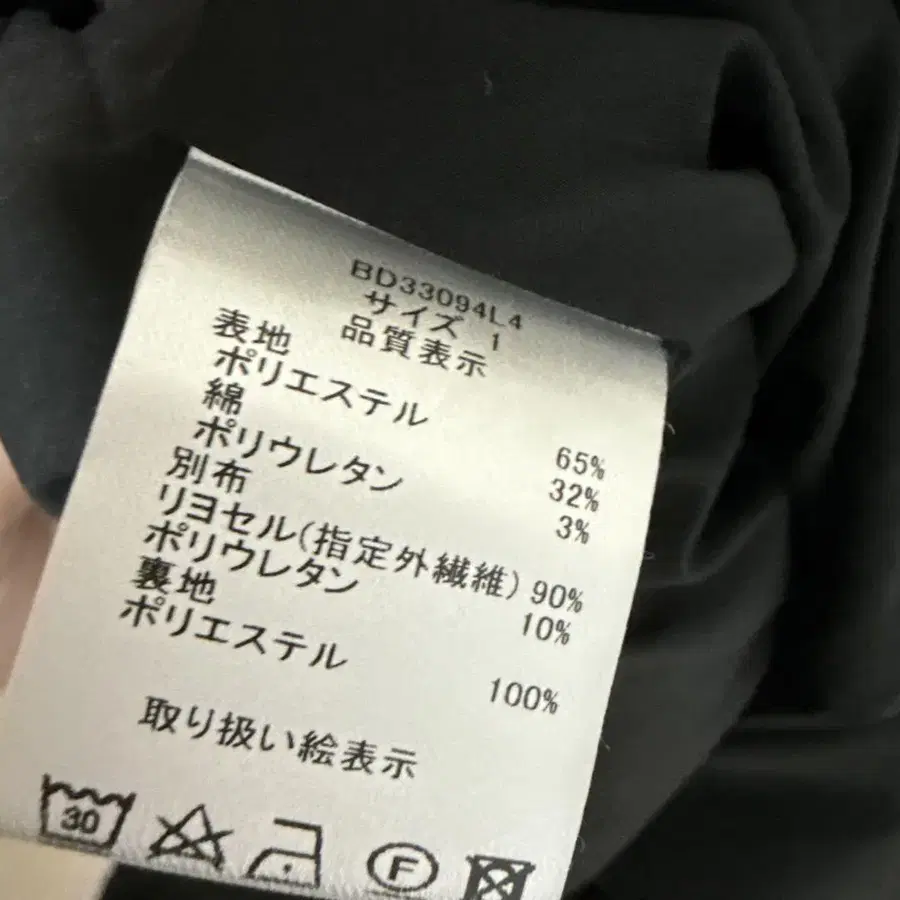 BD33094L4
サイズ 1
品質表示
表地
ポリエステル 65%
綿 32%
ポリウレタン 3%
別布
リヨセル(指定外繊維) 90%
ポリウレタン 10%
裏地
ポリエステル 100%
取り扱い絵表示
30 F